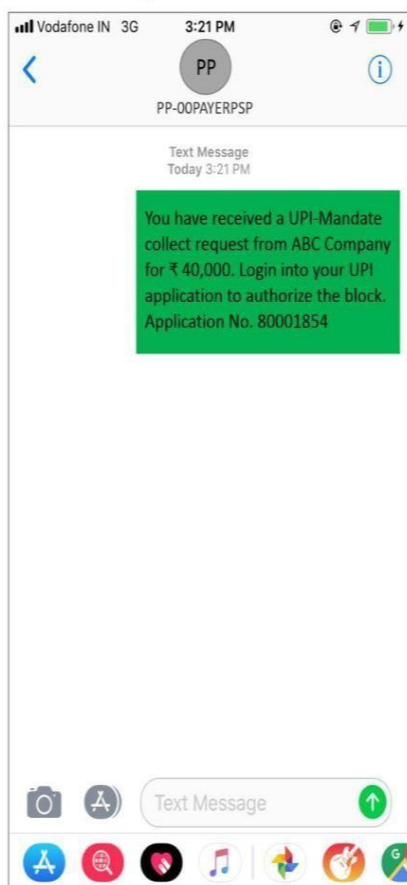 Vodafone IN 3G 3:21 PM
PP
i
PP-00PAYERPSP
Text Message
Today 3:21 PM
You have received a UPI-Mandate
collect request from ABC Company
for ₹ 40,000. Login into your UPI
application to authorize the block.
Application No. 80001854
Text Message
G